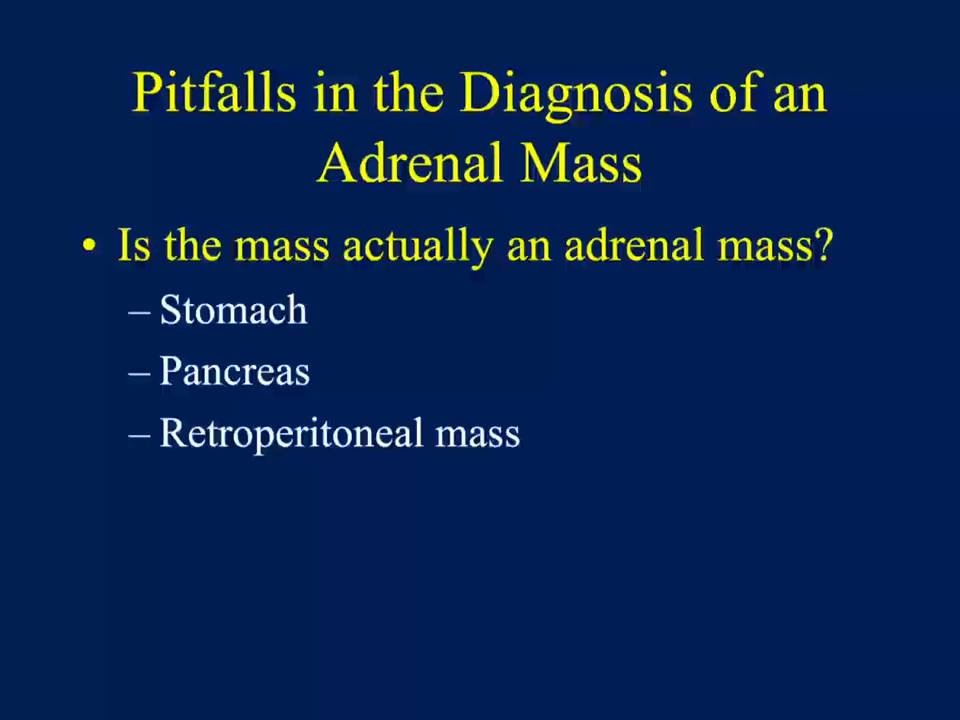 Pitfalls in the Diagnosis of an
Adrenal Mass
• Is the mass actually an adrenal mass?
– Stomach
– Pancreas
– Retroperitoneal mass